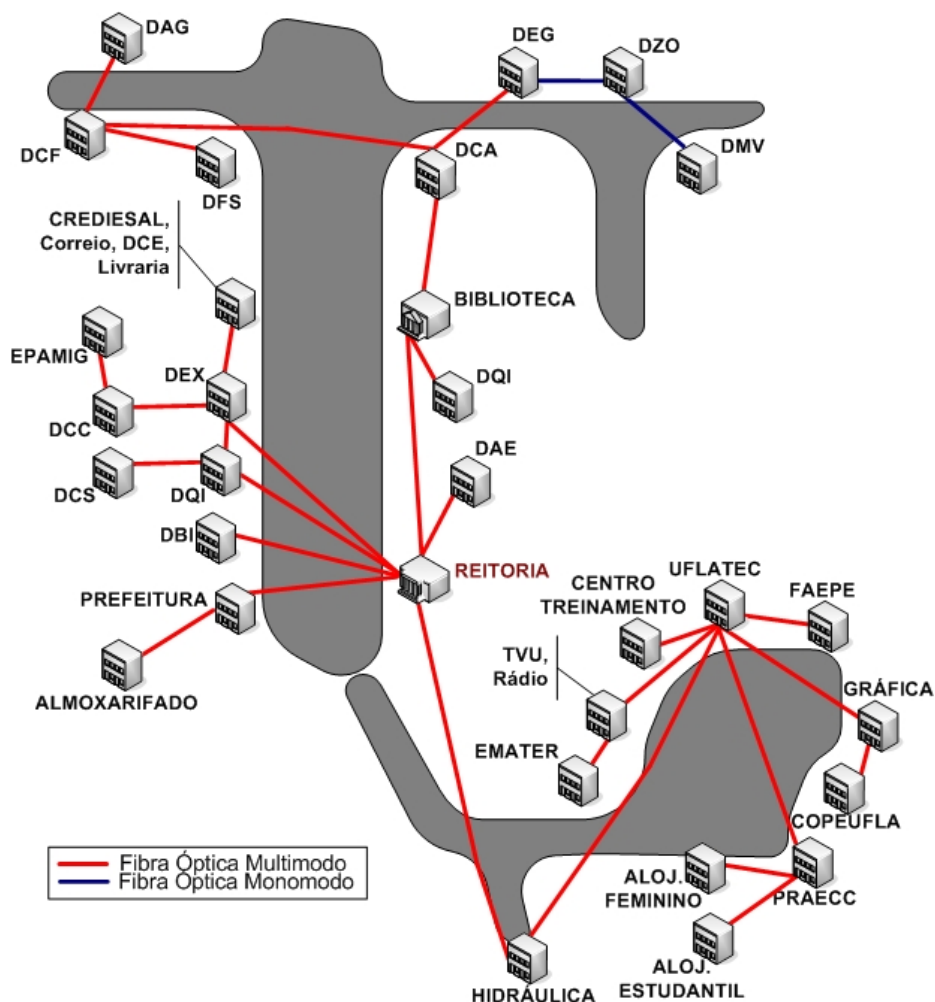 DAG
DEG
DZO
DCF
DFS
DCA
DMV
CREDIESAL,
Correio, DCE,
Livraria
BIBLIOTECA
EPAMIG
DEX
DQI
DCC
DAE
DCS
DQI
DBI
REITORIA
UFLATEC
CENTRO
TREINAMENTO
FAEPE
PREFEITURA
TVU,
Rádio
ALMOXARIFADO
GRÁFICA
EMATER
COPEUFLA
Fibra Óptica Multimodo
Fibra Óptica Monomodo
ALOJ.
FEMININO
PRAECC
ALOJ.
ESTUDANTIL
HIDRÁULICA